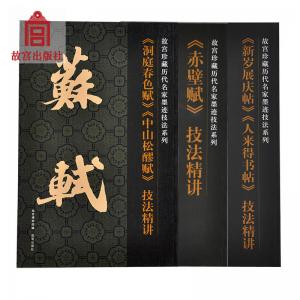 故宫出版社
蘇
軾
故宫珍藏历代名家墨迹技法系列
《洞庭春色赋》《中山松醪赋》技法精讲
故宫珍藏历代名家墨迹技法系列
《赤壁赋》技法精讲
故宫珍藏历代名家墨迹技法系列
《新岁展庆帖》《人来得书帖》技法精讲